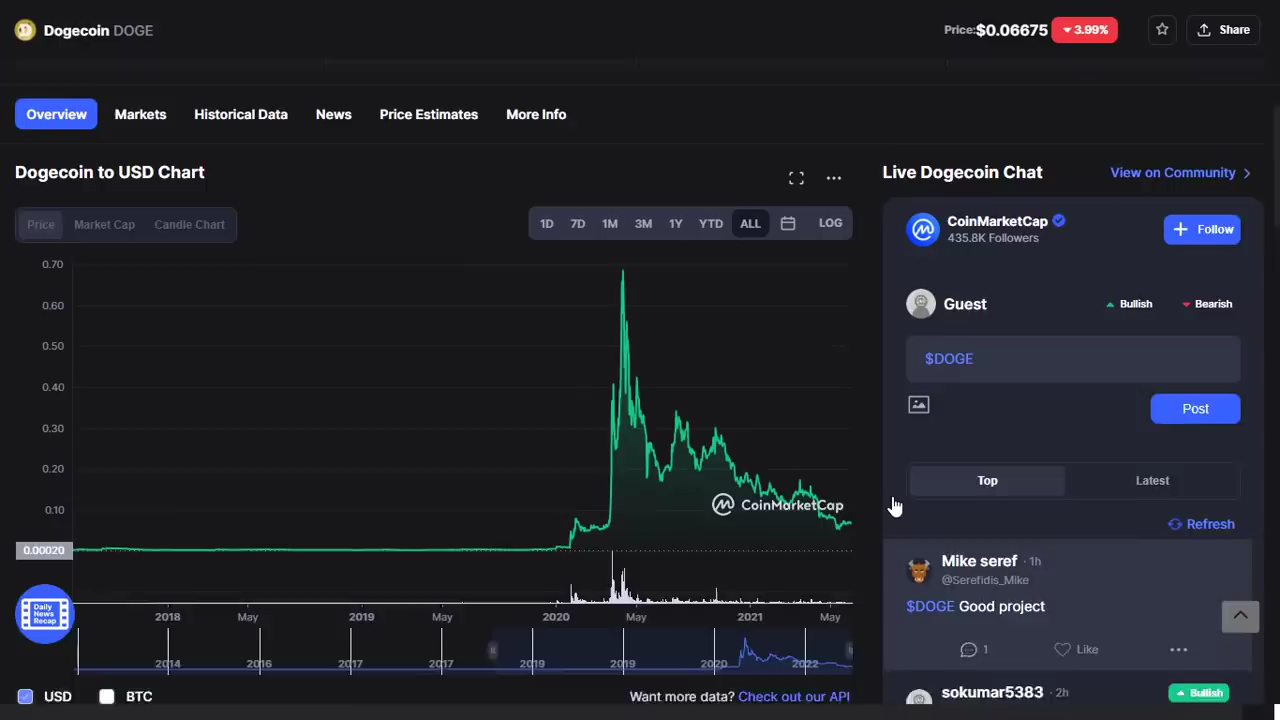 Dogecoin DOGE
Price: $0.06675 3.99%
Share
Overview Markets Historical Data News Price Estimates More Info
Dogecoin to USD Chart
Live Dogecoin Chat
View on Community
Price Market Cap Candle Chart
1D 7D 1M 3M 1Y YTD ALL LOG
CoinMarketCap
435.8K Followers
Follow
Guest
Bullish Bearish
$DOGE
Post
Top Latest
Refresh
0.70
0.60
0.50
0.40
0.30
0.20
0.10
0.00020
CoinMarketCap
2018 May 2019 May 2020 May 2021 May
2014 2016 2017 2017 2019 2019 2020 2022
Daily
News
Recap
Mike seref · 1h
@Serefidis_Mike
$DOGE Good project
1 Like
sokumar5383 · 2h
Bullish
USD BTC
Want more data? Check out our API